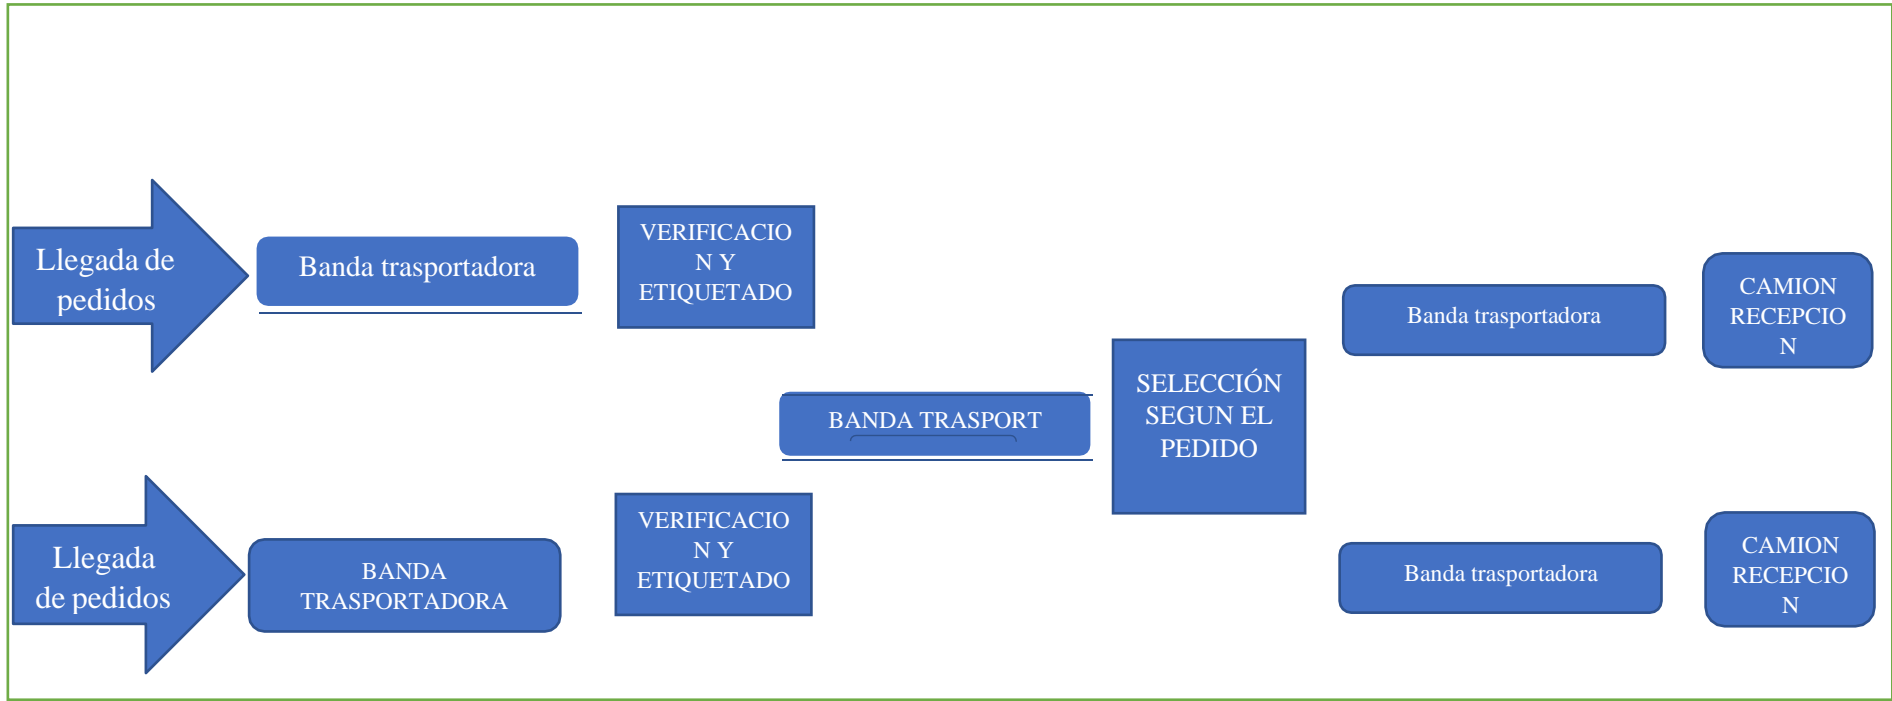 Llegada de
pedidos
Banda trasportadora
VERIFICACIO
N Y
ETIQUETADO
Banda trasportadora
CAMION
RECEPCIO
N
BANDA TRASPORT
SELECCIÓN
SEGUN EL
PEDIDO
Llegada
de pedidos
BANDA
TRASPORTADORA
VERIFICACIO
N Y
ETIQUETADO
Banda trasportadora
CAMION
RECEPCIO
N